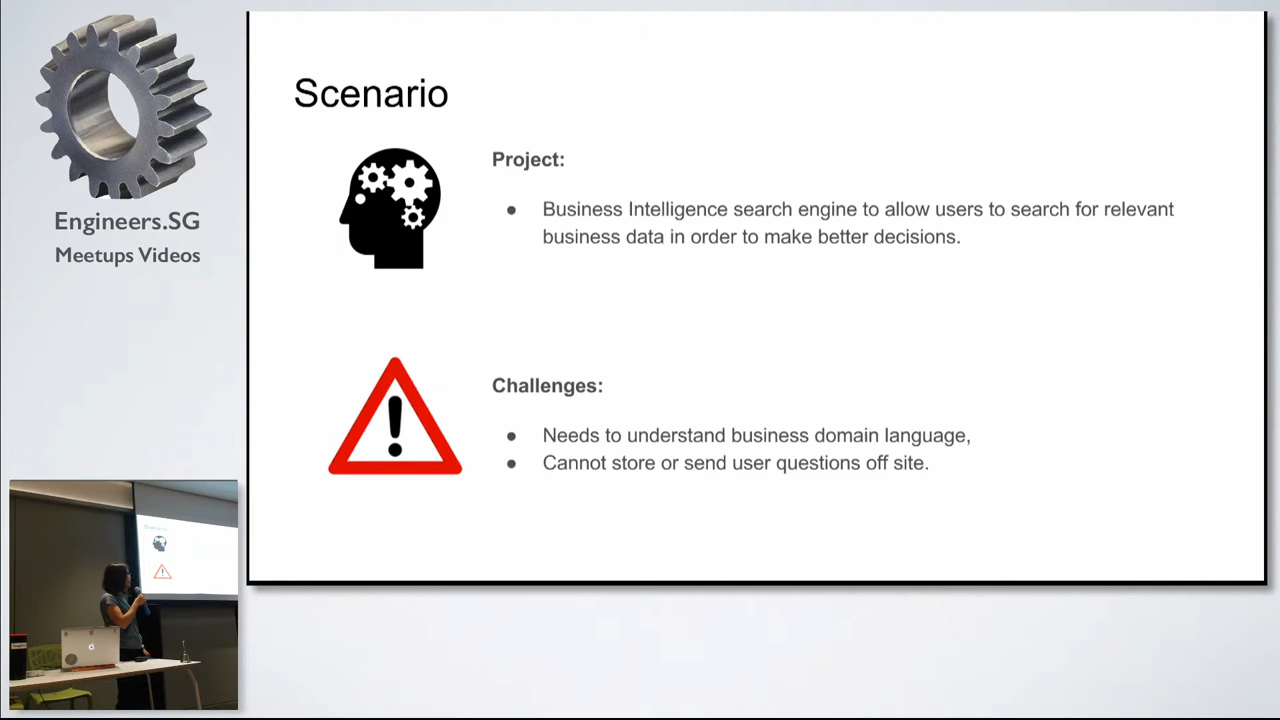 Engineers.SG
Meetups Videos
Scenario
Project:
● Business Intelligence search engine to allow users to search for relevant
business data in order to make better decisions.
Challenges:
● Needs to understand business domain language,
● Cannot store or send user questions off site.